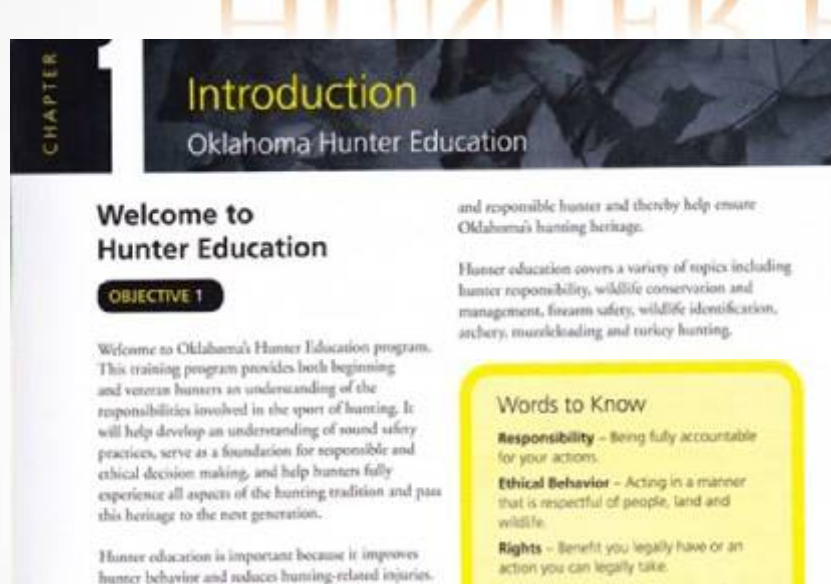 HUNTER
CHAPTER
1
Introduction
Oklahoma Hunter Education
Welcome to
Hunter Education
OBJECTIVE 1
Welcome to Oklahoma's Hunter Education program.
This training program provides both beginning
and veteran hunters an understanding of the
responsibilities involved in the sport of hunting. It
will help develop an understanding of sound safety
practices, serve as a foundation for responsible and
ethical decision making, and help hunters fully
experience all aspects of the hunting tradition and pass
this heritage to the next generation.
Hunter education is important because it improves
hunter behavior and reduces hunting-related injuries.
and responsible hunter and thereby help ensure
Oklahoma's hunting heritage.
Hunter education covers a variety of topics including
hunter responsibility, wildlife conservation and
management, firearm safety, wildlife identification,
archery, muzzleloading and turkey hunting.
Words to Know
Responsibility – Being fully accountable
for your actions.
Ethical Behavior – Acting in a manner
that is respectful of people, land and
wildlife.
Rights – Benefit you legally have or an
action you can legally take.